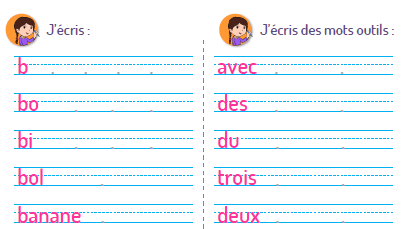 J'écris :
b
bo
bi
bol
banane
J'écris des mots outils :
avec
des
du
trois
deux